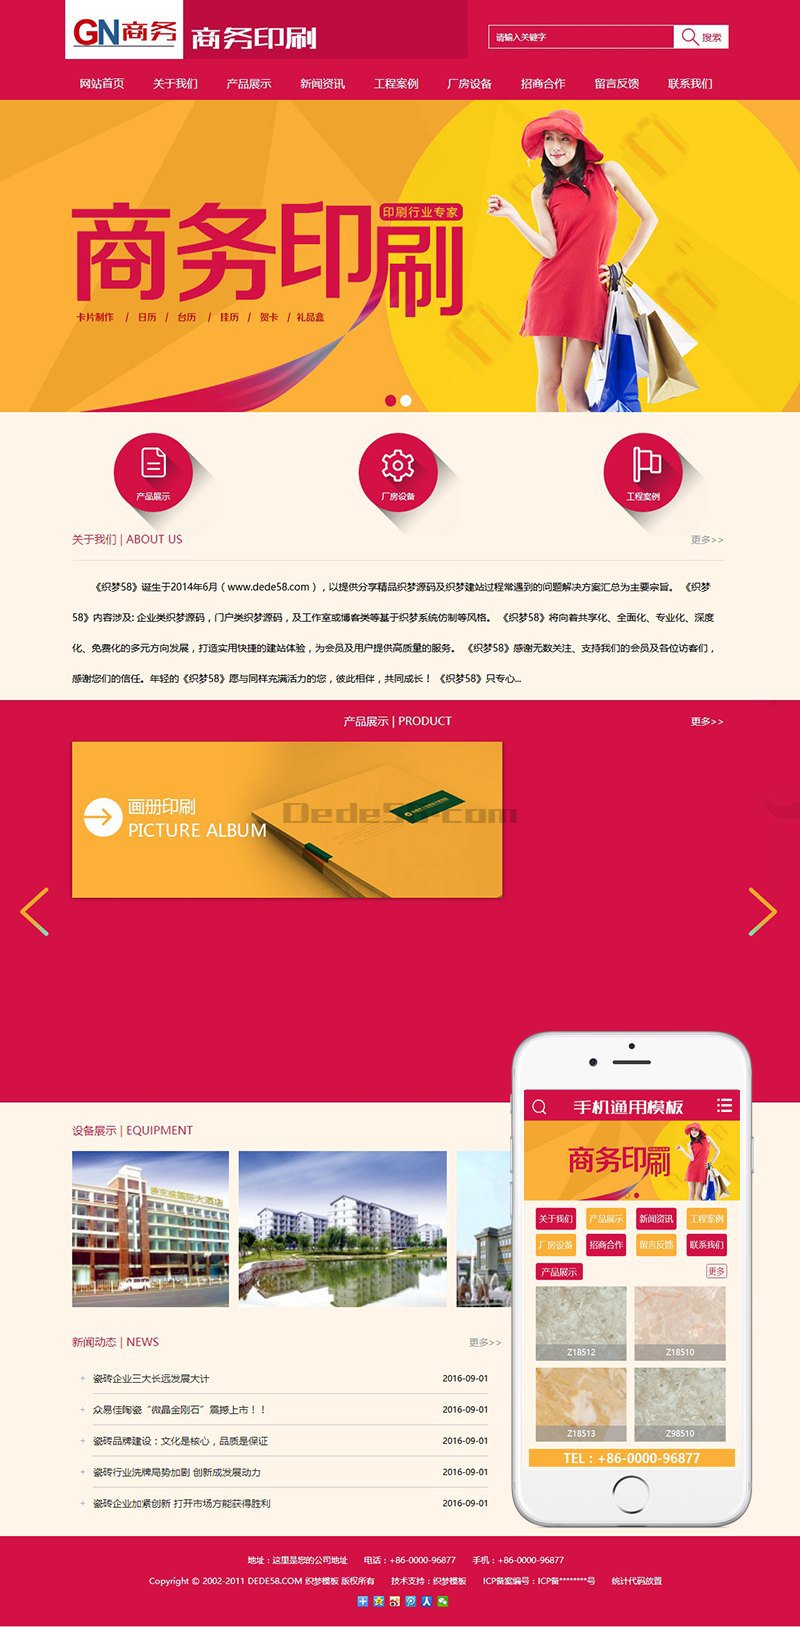 GN商务
商务印刷
请输入关键字
搜索
网站首页 关于我们 产品展示 新闻资讯 工程案例 厂房设备 招商合作 留言反馈 联系我们
印刷行业专家
商务印刷
卡片制作 / 日历 / 台历 / 挂历 / 贺卡 / 礼品盒
产品展示
厂房设备
工程案例
关于我们 | ABOUT US
更多>>
《织梦58》诞生于2014年6月（www.dede58.com），以提供分享精品织梦源码及织梦建站过程常遇到的问题解决方案汇总为主要宗旨。 《织梦
58》内容涉及: 企业类织梦源码，门户类织梦源码，及工作室或博客类等基于织梦系统仿制等风格。 《织梦58》将向着共享化、全面化、专业化、深度
化、免费化的多元方向发展，打造实用快捷的建站体验，为会员及用户提供高质量的服务。 《织梦58》感谢无数关注、支持我们的会员及各位访客们，
感谢您们的信任。年轻的《织梦58》愿与同样充满活力的您，彼此相伴，共同成长！ 《织梦58》只专心...
产品展示 | PRODUCT
更多>>
画册印刷
PICTURE ALBUM
Dede58.com
设备展示 | EQUIPMENT
新闻动态 | NEWS
更多>>
+ 瓷砖企业三大长远发展大计 2016-09-01
+ 众易佳陶瓷“微晶金刚石”震撼上市！！ 2016-09-01
+ 瓷砖品牌建设：文化是核心，品质是保证 2016-09-01
+ 瓷砖行业洗牌局势加剧 创新成发展动力 2016-09-01
+ 瓷砖企业加紧创新 打开市场方能获得胜利 2016-09-01
手机通用模板
商务印刷
关于我们 产品展示 新闻资讯 工程案例
厂房设备 招商合作 留言反馈 联系我们
产品展示
更多
Z18512
Z18510
Z18513
Z98510
TEL：+86-0000-96877
地址：这里是您的公司地址 电话：+86-0000-96877 手机：+86-0000-96877
Copyright © 2002-2011 DEDE58.COM 织梦模板 版权所有 技术支持：织梦模板 ICP备案编号：ICP备********号 统计代码放置